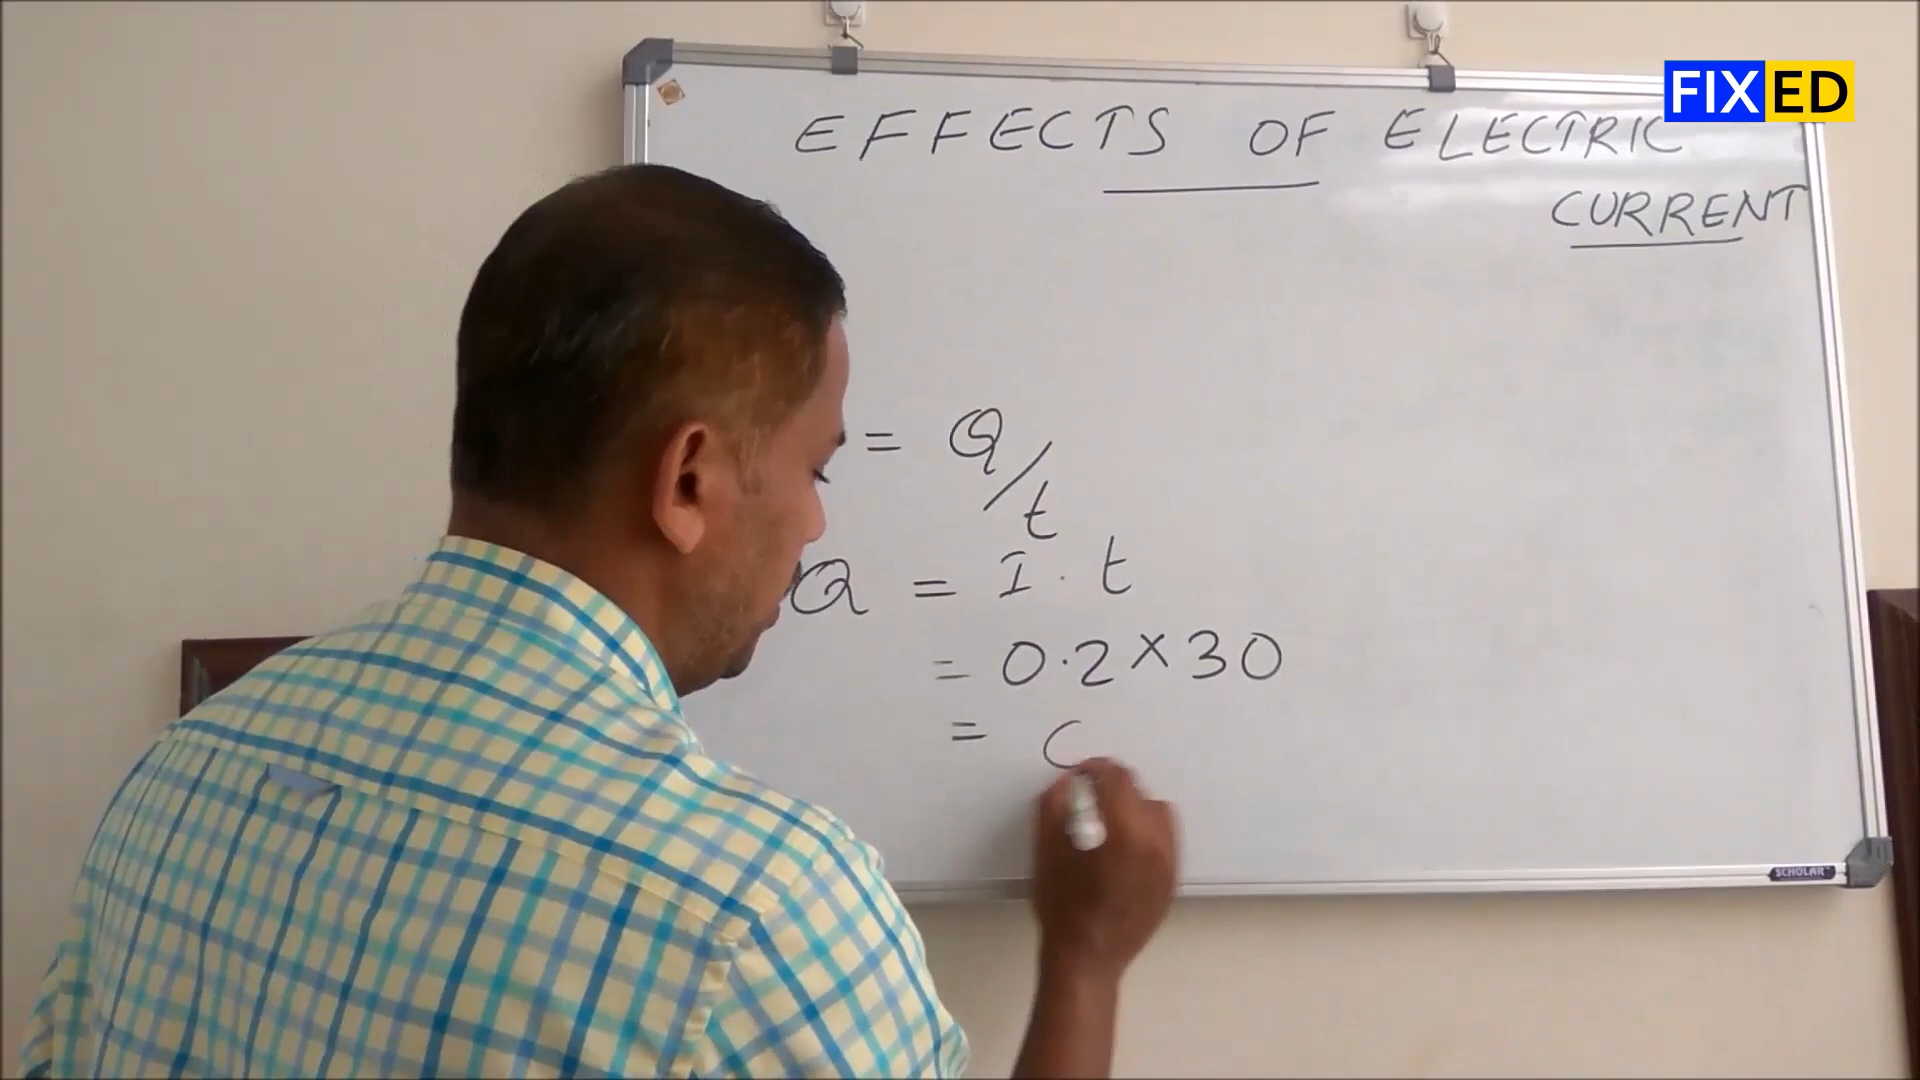 FIXED
EFFECTS OF ELECTRIC
CURRENT
= Q/t
Q = I . t
= 0.2 × 30
=
SCHOLAR